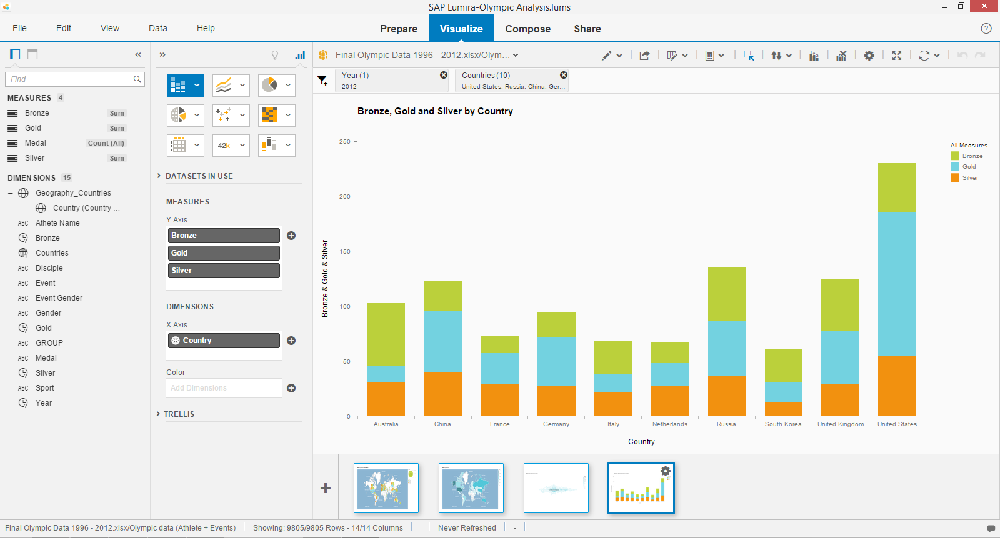 SAP Lumira-Olympic Analysis.lums
File Edit View Data Help
Prepare Visualize Compose Share
?
Final Olympic Data 1996 - 2012.xlsx/Olym...
Find
MEASURES 4
Bronze Sum
Gold Sum
Medal Count (All)
Silver Sum
DIMENSIONS 15
Geography_Countries
Country (Country ...
ABC Athete Name
Bronze
Countries
ABC Disciple
ABC Event
ABC Event Gender
ABC Gender
Gold
ABC GROUP
ABC Medal
Silver
ABC Sport
Year
42k
DATASETS IN USE
MEASURES
Y Axis
Bronze
Gold
Silver
DIMENSIONS
X Axis
Country
Color
Add Dimensions
TRELLIS
Year (1)
2012
Countries (10)
United States, Russia, China, Ger...
Bronze, Gold and Silver by Country
Bronze & Gold & Silver
250
200
150
100
50
0
Australia China France Germany Italy Netherlands Russia South Korea United Kingdom United States
Country
All Measures
Bronze
Gold
Silver
Final Olympic Data 1996 - 2012.xlsx/Olympic data (Athlete + Events) Showing: 9805/9805 Rows - 14/14 Columns Never Refreshed -